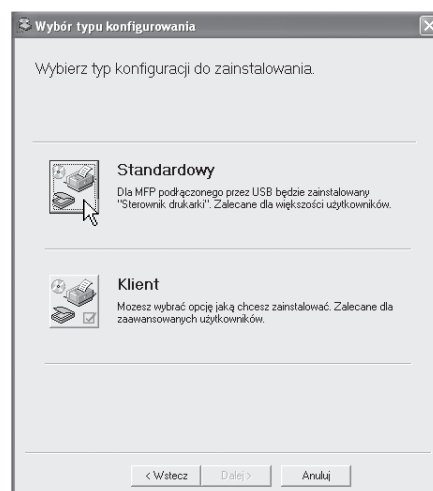 Wybór typu konfigurowania
Wybierz typ konfiguracji do zainstalowania.
Standardowy
Dla MFP podłączonego przez USB będzie zainstalowany
"Sterownik drukarki". Zalecane dla większości użytkowników.
Klient
Mozesz wybrać opcję jaką chcesz zainstalować. Zalecane dla
zaawansowanych użytkowników.
< Wstecz
Dalej >
Anuluj